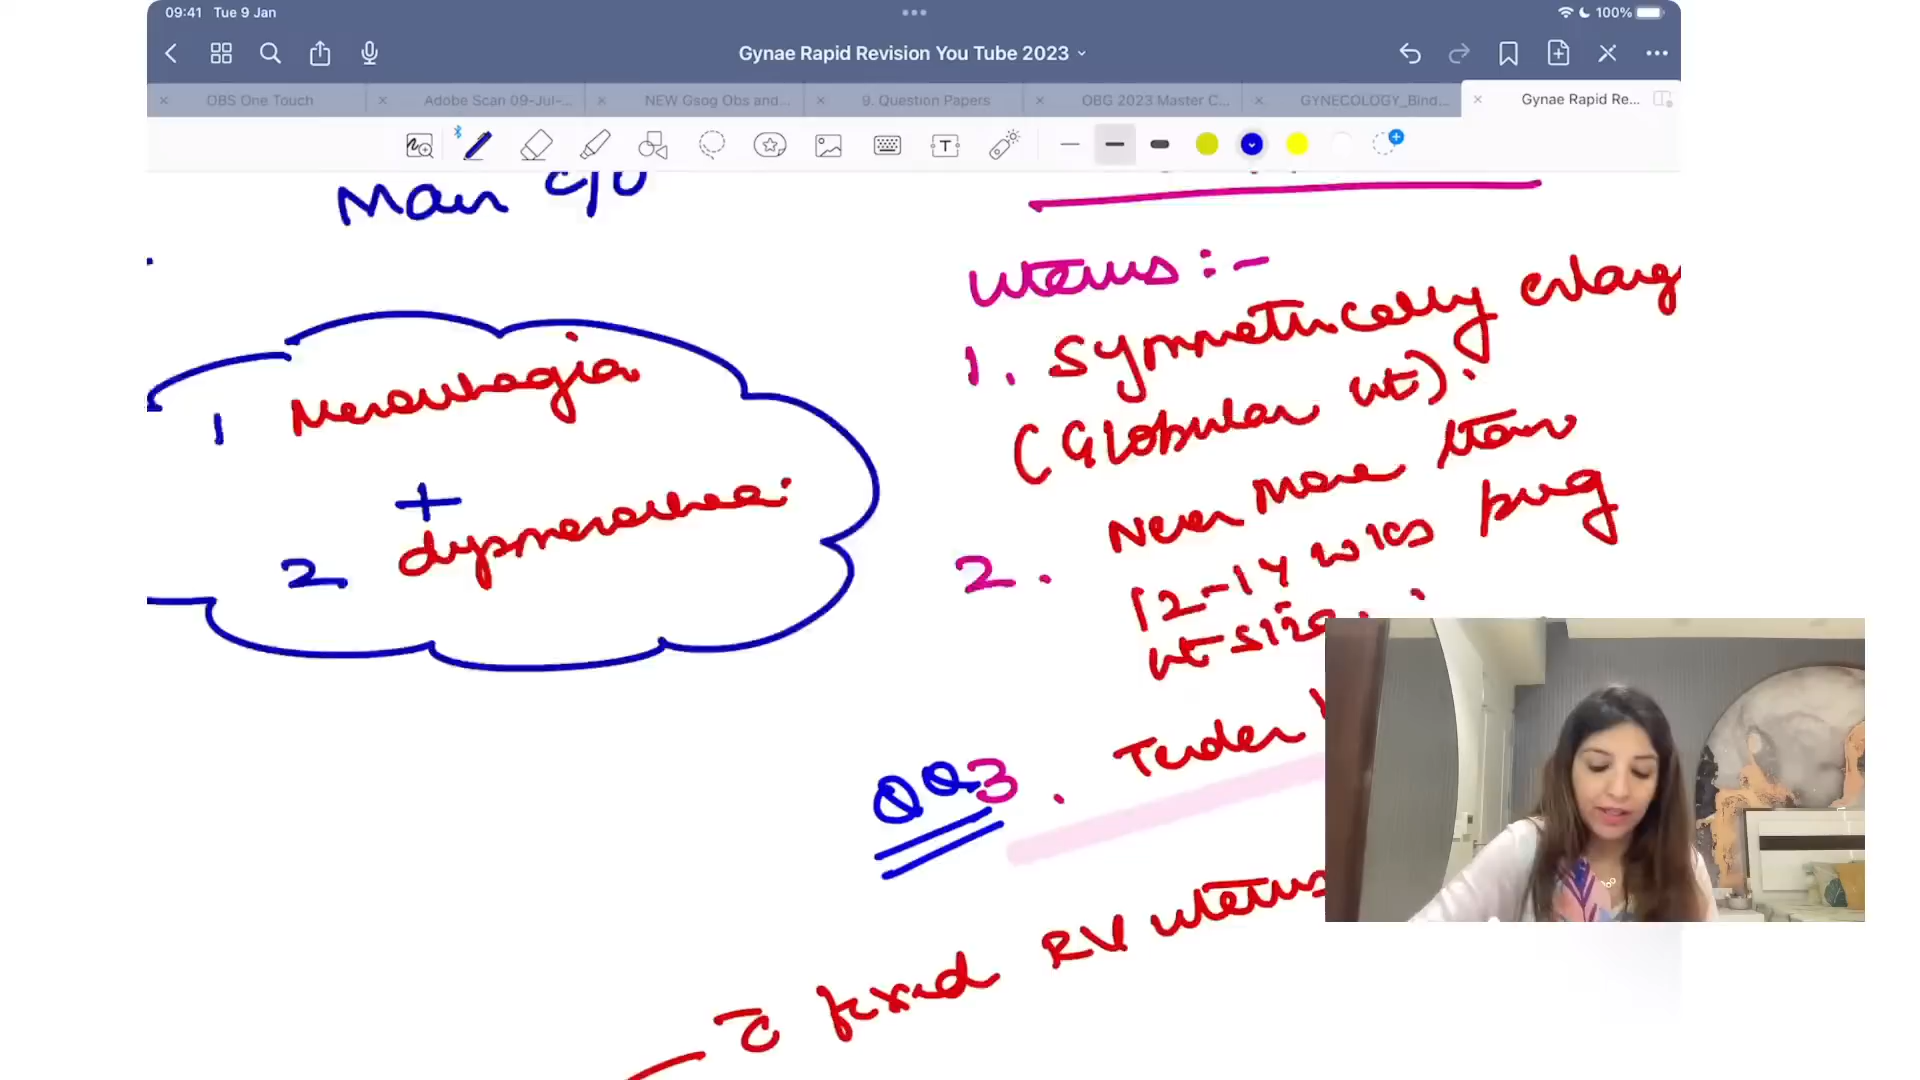 09:41 Tue 9 Jan
100%
Gynae Rapid Revision You Tube 2023
OBS One Touch
Adobe Scan 09-Jul-...
NEW Gsog Obs and...
9. Question Papers
OBG 2023 Master C...
GYNECOLOGY_Bind...
Gynae Rapid Re...
Main c/o
1 Menorrhagia
+
2 dysmenorrhea
Uterus :-
1. Symmetrically enlarg
(Globular ut).
2. Never more than
12-14 wks preg
ut size.
QQ 3. Tender
c̄ fixed RV uterus